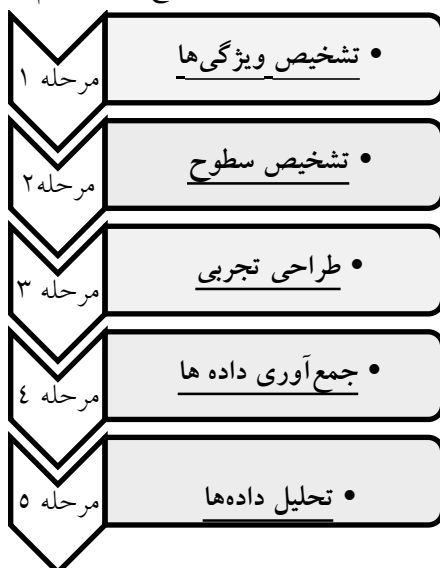 مرحله ۱
• تشخیص ویژگی‌ها
مرحله۲
• تشخیص سطوح
مرحله ۳
• طراحی تجربی
مرحله ٤
• جمع‌آوری داده ها
مرحله ٥
• تحلیل داده‌ها